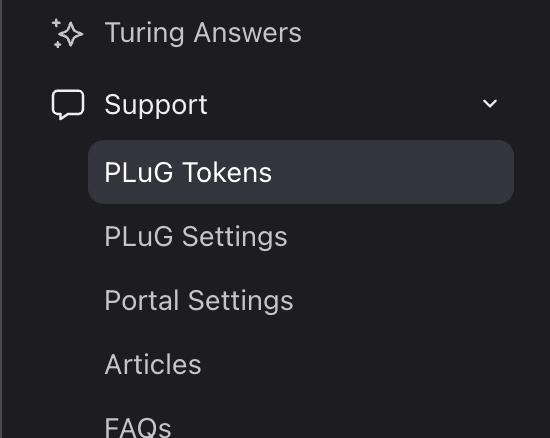 Turing Answers
Support
PLuG Tokens
PLuG Settings
Portal Settings
Articles
FAQs